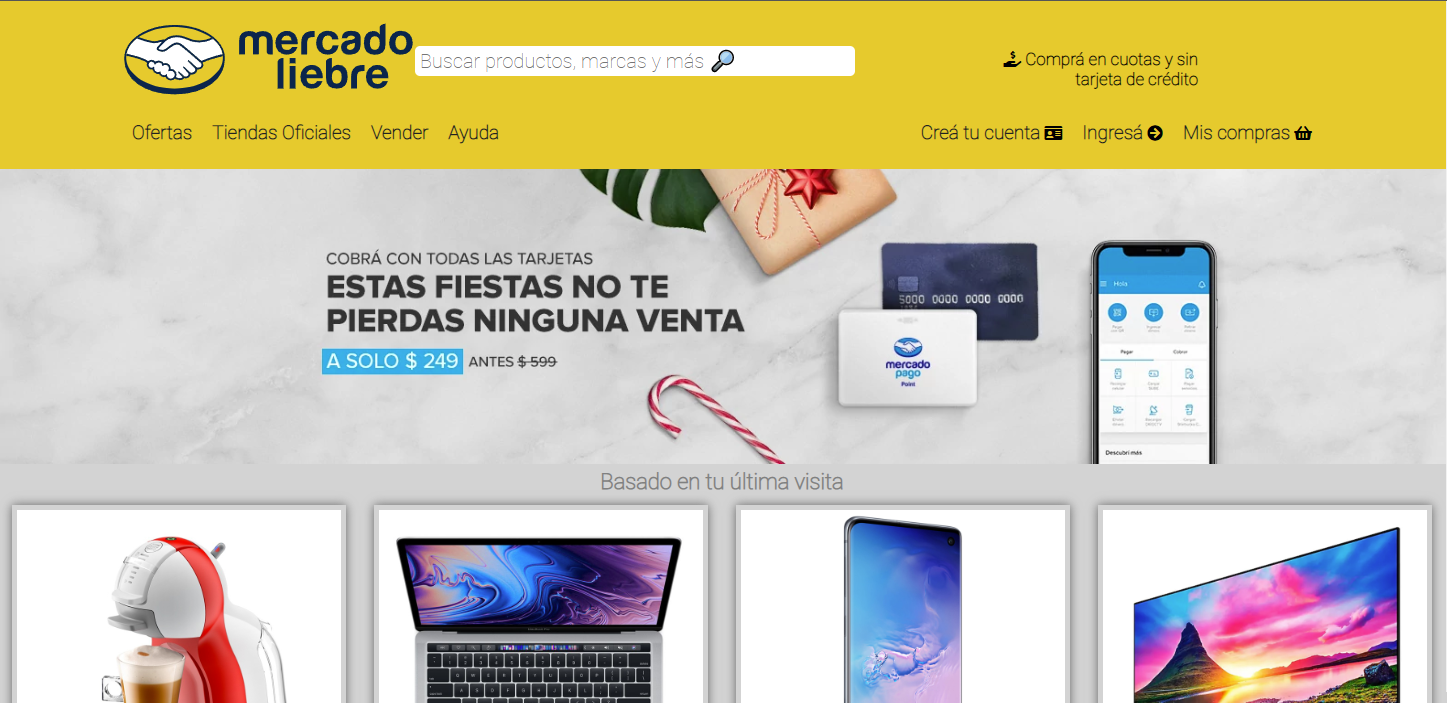 mercado
liebre
Buscar productos, marcas y más
Comprá en cuotas y sin
tarjeta de crédito
Ofertas Tiendas Oficiales Vender Ayuda
Creá tu cuenta Ingresá Mis compras
COBRÁ CON TODAS LAS TARJETAS
ESTAS FIESTAS NO TE
PIERDAS NINGUNA VENTA
A SOLO $ 249 ANTES $ 599
5000 0000 0000 0000
mercado
pago
Point
Hola
Pagar Cobrar
Descubrí más
Basado en tu última visita